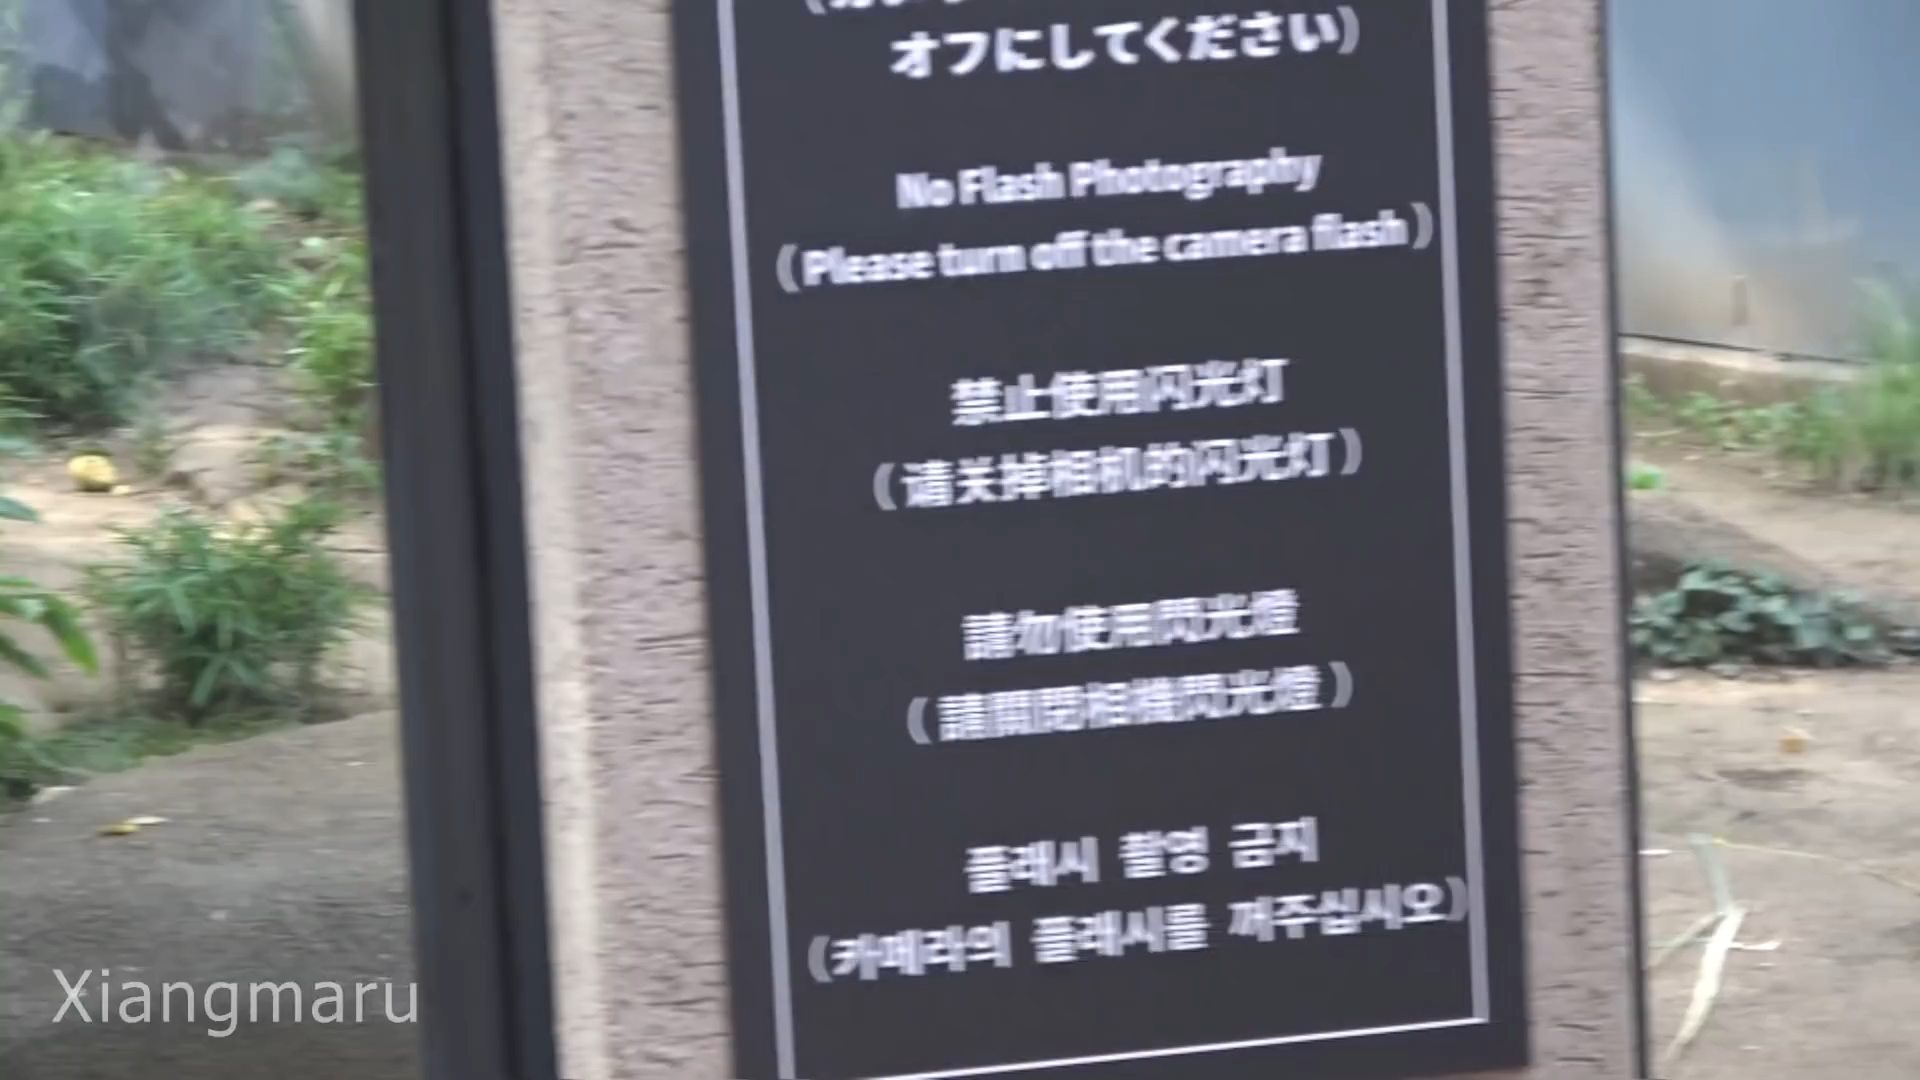 オフにしてください)
No Flash Photography
(Please turn off the camera flash)
禁止使用闪光灯
(请关掉相机的闪光灯)
請勿使用閃光燈
(請關閉相機閃光燈)
플래시 촬영 금지
(카메라의 플래시를 꺼주십시오)
Xiangmaru